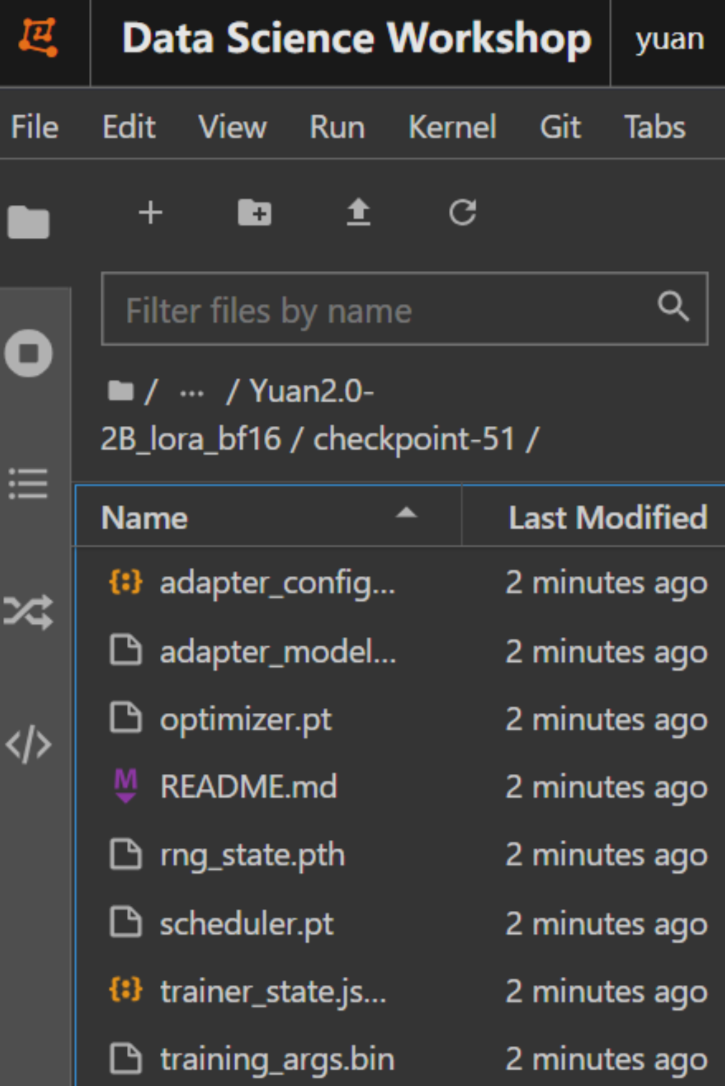 Data Science Workshop yuan
File Edit View Run Kernel Git Tabs
Filter files by name
/ ... / Yuan2.0-
2B_lora_bf16 / checkpoint-51 /
Name Last Modified
adapter_config... 2 minutes ago
adapter_model... 2 minutes ago
optimizer.pt 2 minutes ago
README.md 2 minutes ago
rng_state.pth 2 minutes ago
scheduler.pt 2 minutes ago
trainer_state.js... 2 minutes ago
training_args.bin 2 minutes ago